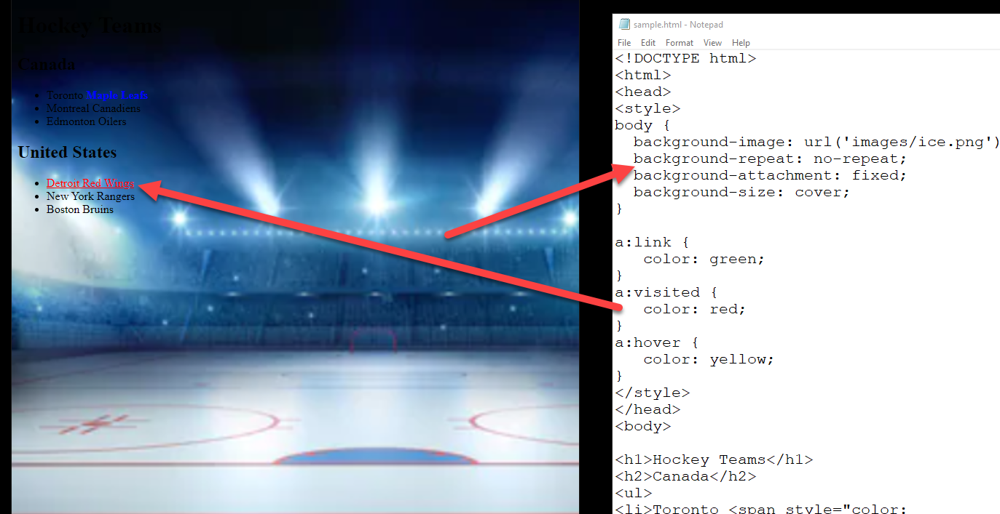 Hockey Teams
Canada
Toronto Maple Leafs
Montreal Canadiens
Edmonton Oilers
United States
Detroit Red Wings
New York Rangers
Boston Bruins
sample.html - Notepad
File Edit Format View Help
<!DOCTYPE html>
<html>
<head>
<style>
body {
background-image: url('images/ice.png')
background-repeat: no-repeat;
background-attachment: fixed;
background-size: cover;
}
a:link {
color: green;
}
a:visited {
color: red;
}
a:hover {
color: yellow;
}
</style>
</head>
<body>
<h1>Hockey Teams</h1>
<h2>Canada</h2>
<ul>
<li>Toronto <span style="color: